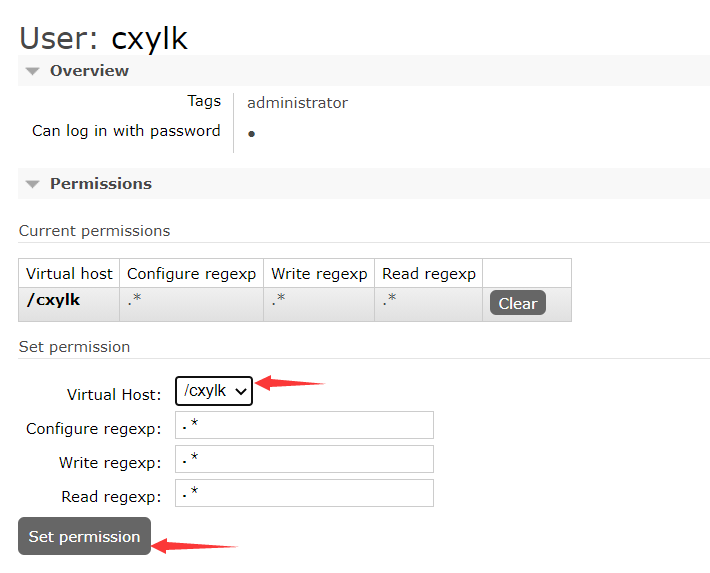 User: cxylk
Overview
Tags administrator
Can log in with password ●
Permissions
Current permissions
Virtual host Configure regexp Write regexp Read regexp
/cxylk .* .* .* Clear
Set permission
Virtual Host: /cxylk
Configure regexp: .*
Write regexp: .*
Read regexp: .*
Set permission